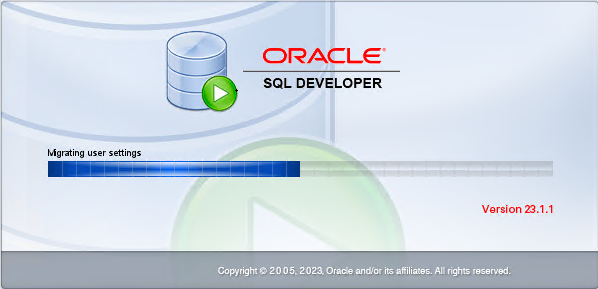 ORACLE®
SQL DEVELOPER
Migrating user settings
Version 23.1.1
Copyright © 2005, 2023, Oracle and/or its affiliates. All rights reserved.